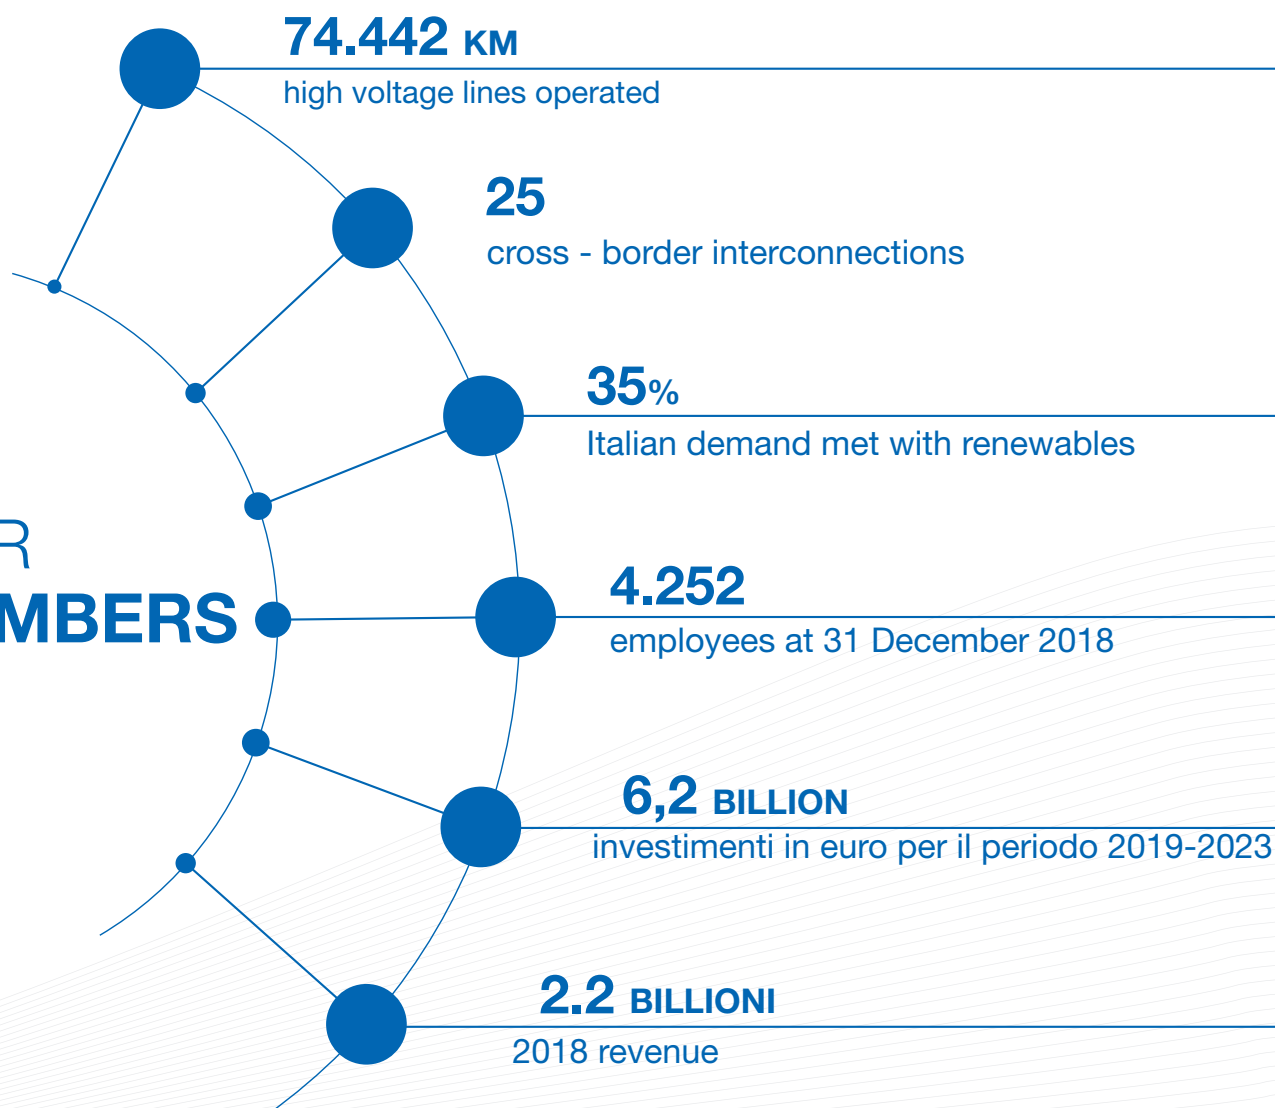 74.442 KM
high voltage lines operated
25
cross - border interconnections
35%
Italian demand met with renewables
R
MBERS
4.252
employees at 31 December 2018
6,2 BILLION
investimenti in euro per il periodo 2019-2023
2.2 BILLIONI
2018 revenue